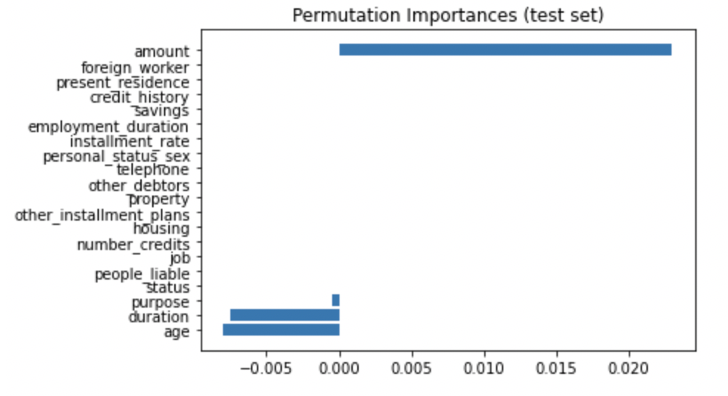 Permutation Importances (test set)
amount
foreign_worker
present_residence
credit_history
savings
employment_duration
installment_rate
personal_status_sex
telephone
other_debtors
property
other_installment_plans
housing
number_credits
job
people_liable
status
purpose
duration
age
−0.005 0.000 0.005 0.010 0.015 0.020